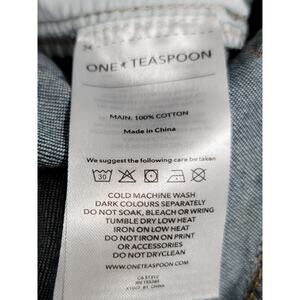 ONE TEASPOON
MAIN: 100% COTTON
Made in China
We suggest the following care be taken
30
COLD MACHINE WASH
DARK COLOURS SEPARATELY
DO NOT SOAK, BLEACH OR WRING
TUMBLE DRY LOW HEAT
IRON ON LOW HEAT
DO NOT IRON ON PRINT
OR ACCESSORIES
DO NOT DRYCLEAN
WWW.ONETEASPOON.COM